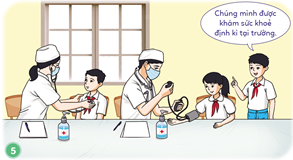 Chúng mình được
khám sức khoẻ
định kì tại trường.
5